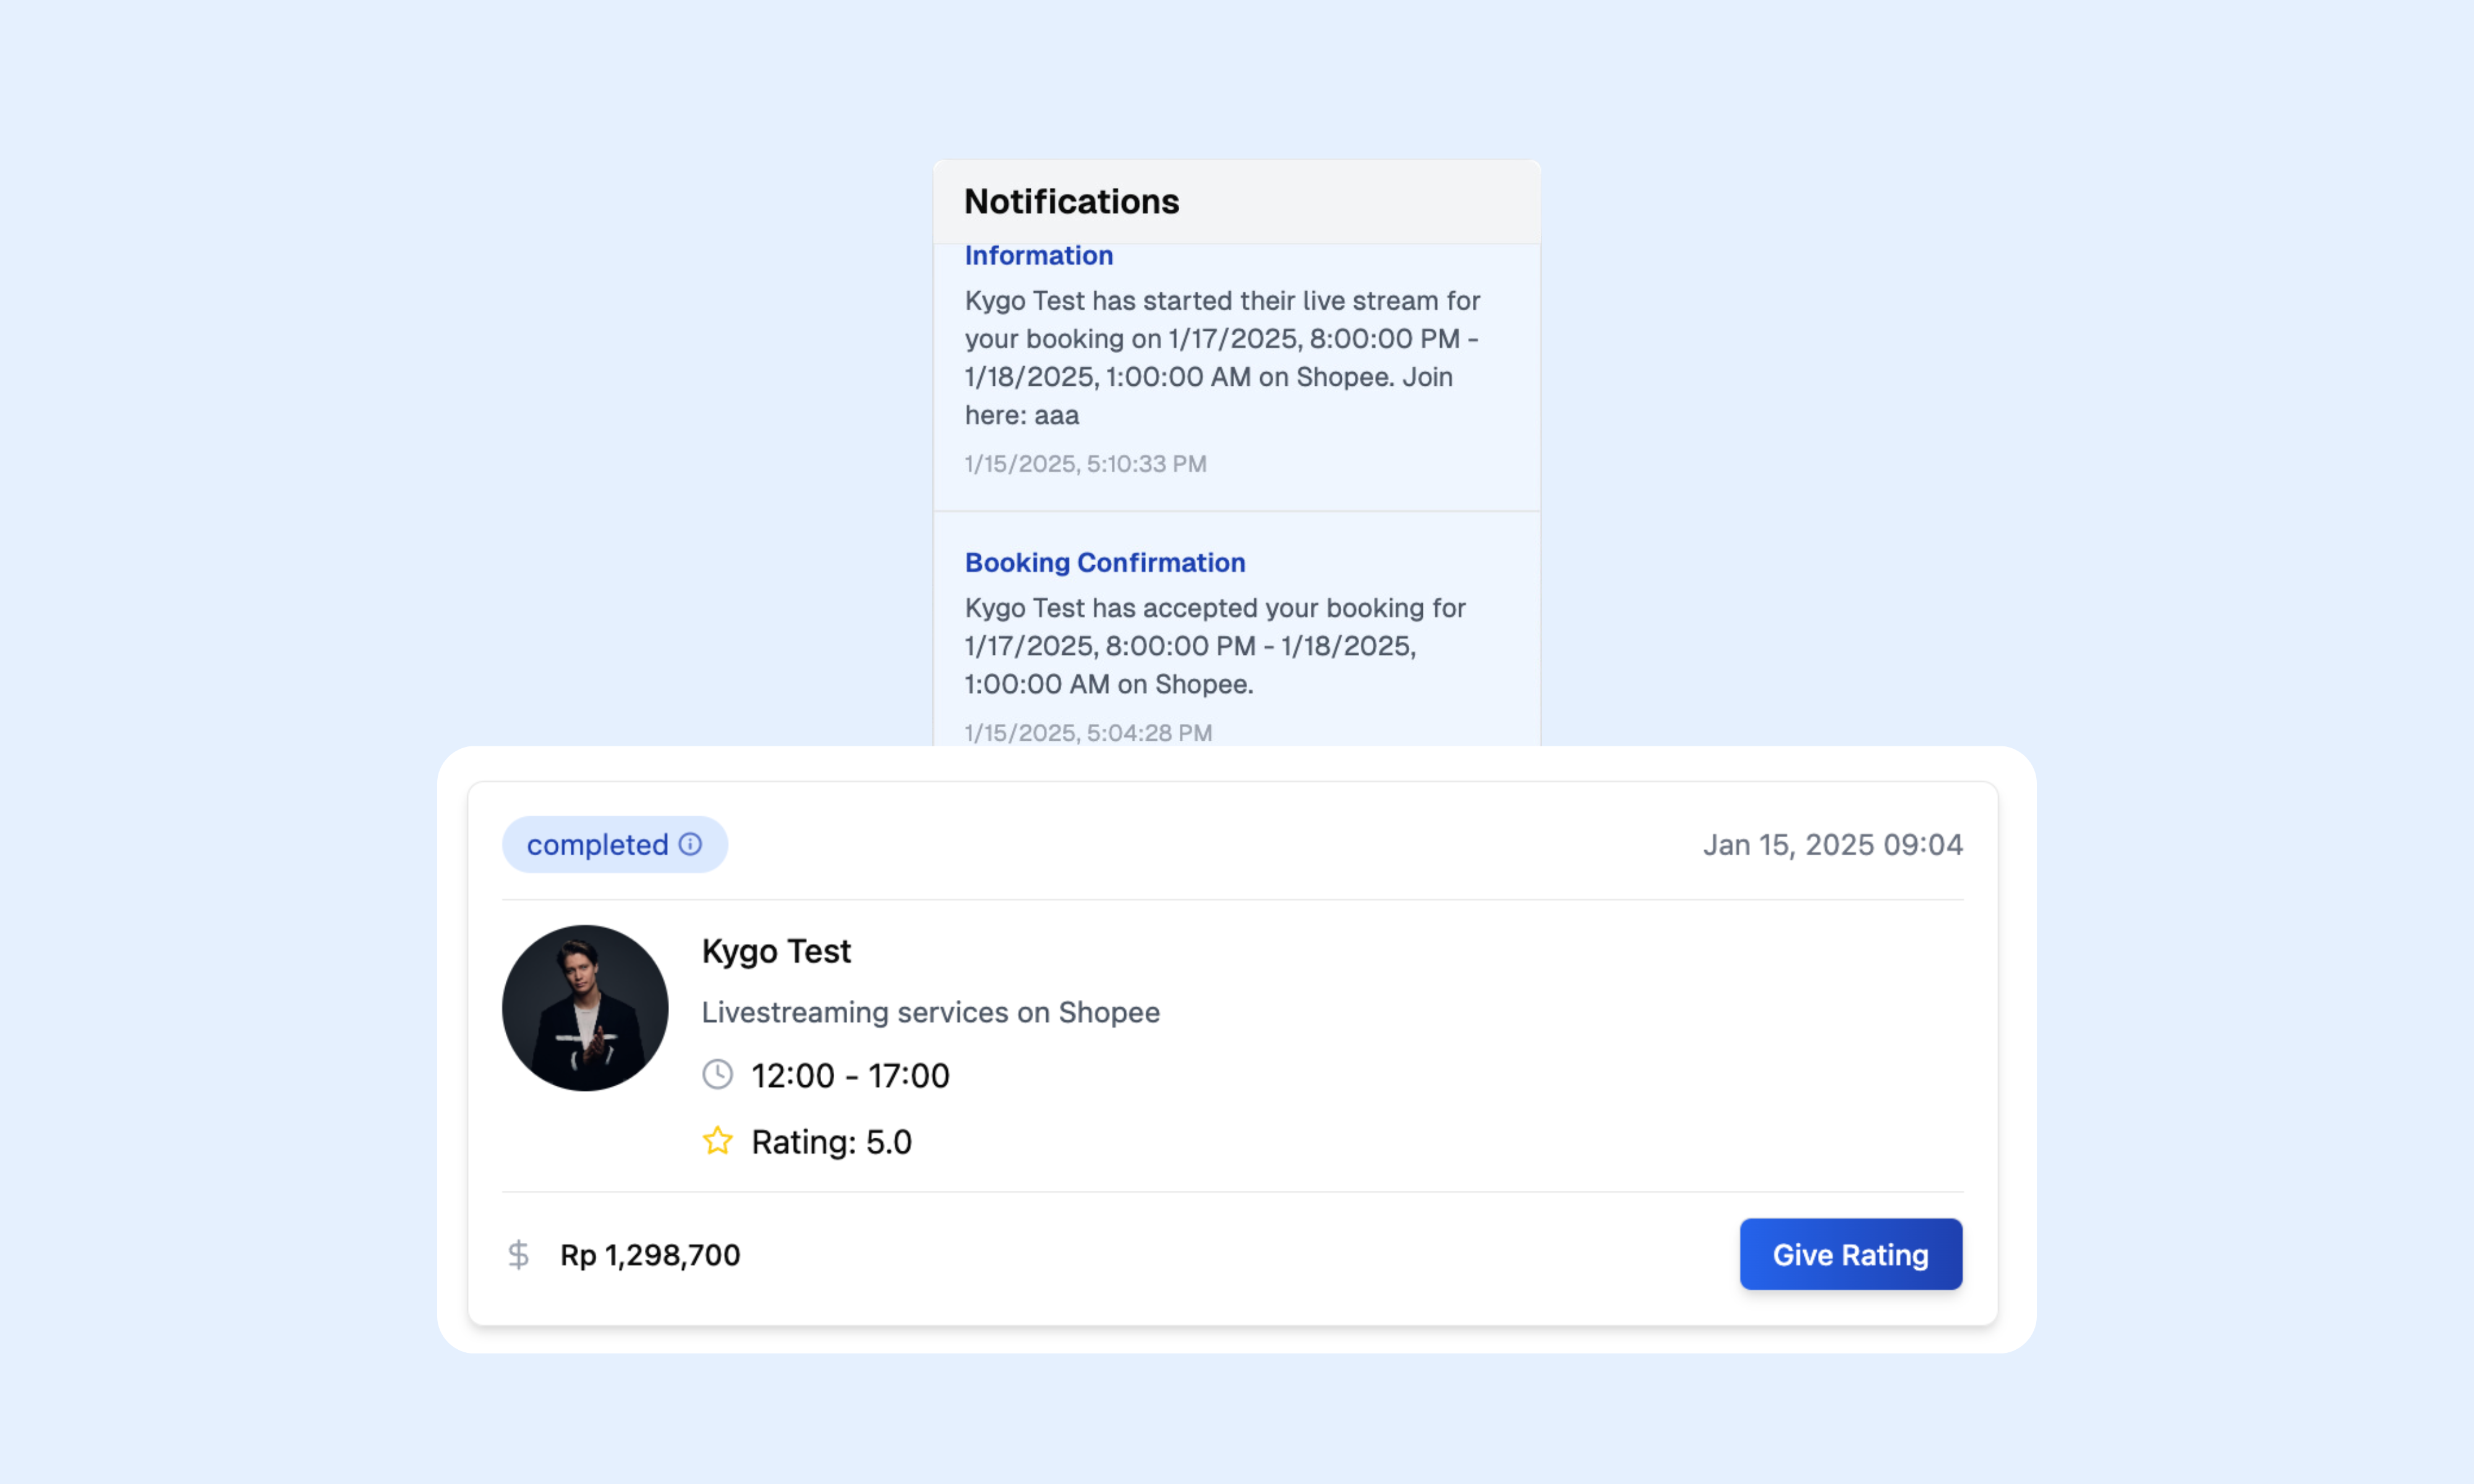 Notifications
Information
Kygo Test has started their live stream for
your booking on 1/17/2025, 8:00:00 PM -
1/18/2025, 1:00:00 AM on Shopee. Join
here: aaa
1/15/2025, 5:10:33 PM
Booking Confirmation
Kygo Test has accepted your booking for
1/17/2025, 8:00:00 PM - 1/18/2025,
1:00:00 AM on Shopee.
1/15/2025, 5:04:28 PM
completed
Jan 15, 2025 09:04
Kygo Test
Livestreaming services on Shopee
12:00 - 17:00
Rating: 5.0
$ Rp 1,298,700
Give Rating